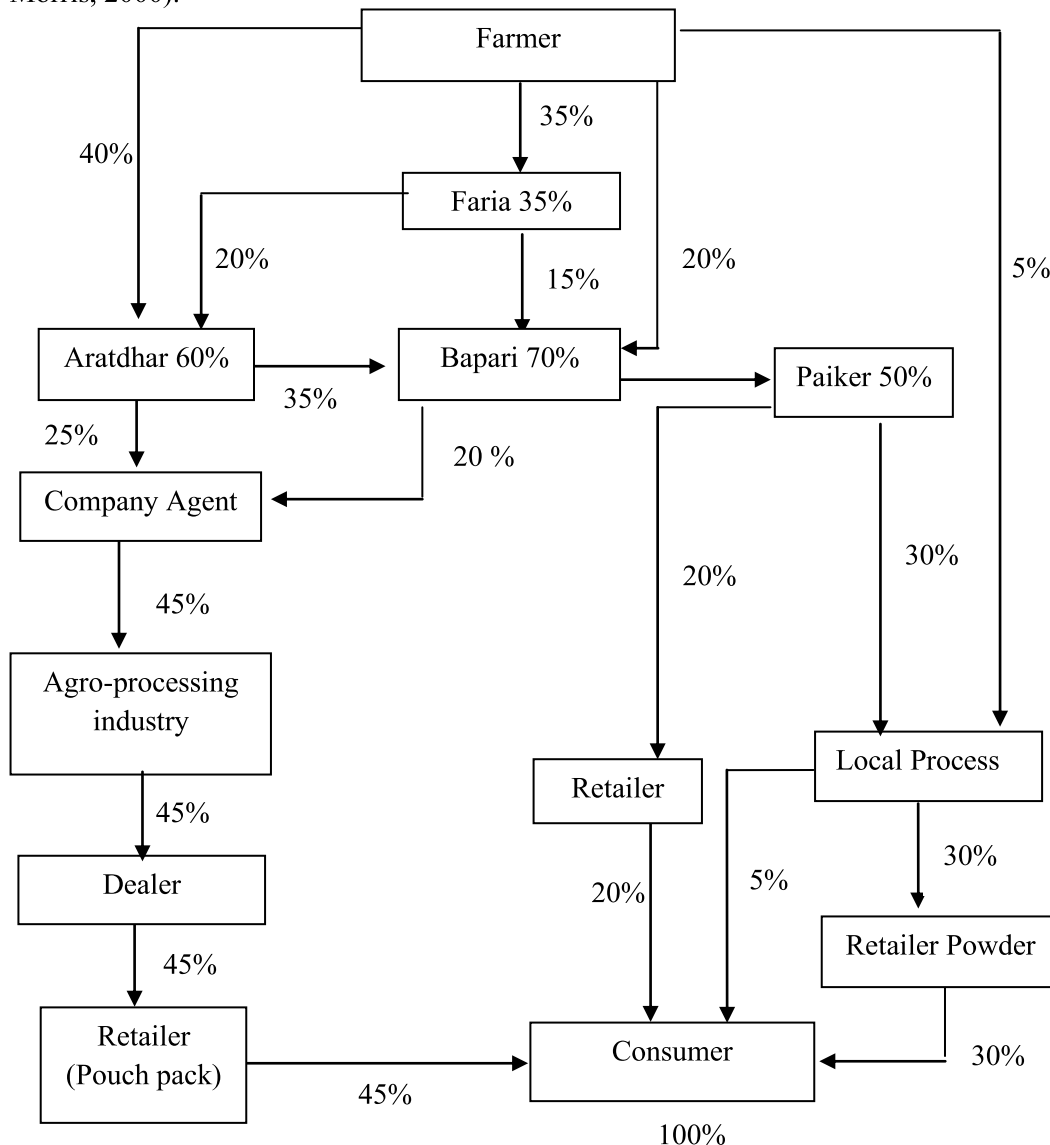 Morris, 2000).
Farmer
35%
40%
Faria 35%
20%
15%
20%
5%
Aratdhar 60%
Bapari 70%
Paiker 50%
35%
25%
20 %
Company Agent
30%
20%
45%
Agro-processing
industry
Local Process
Retailer
45%
30%
5%
20%
Dealer
Retailer Powder
45%
Retailer
(Pouch pack)
Consumer
30%
45%
100%